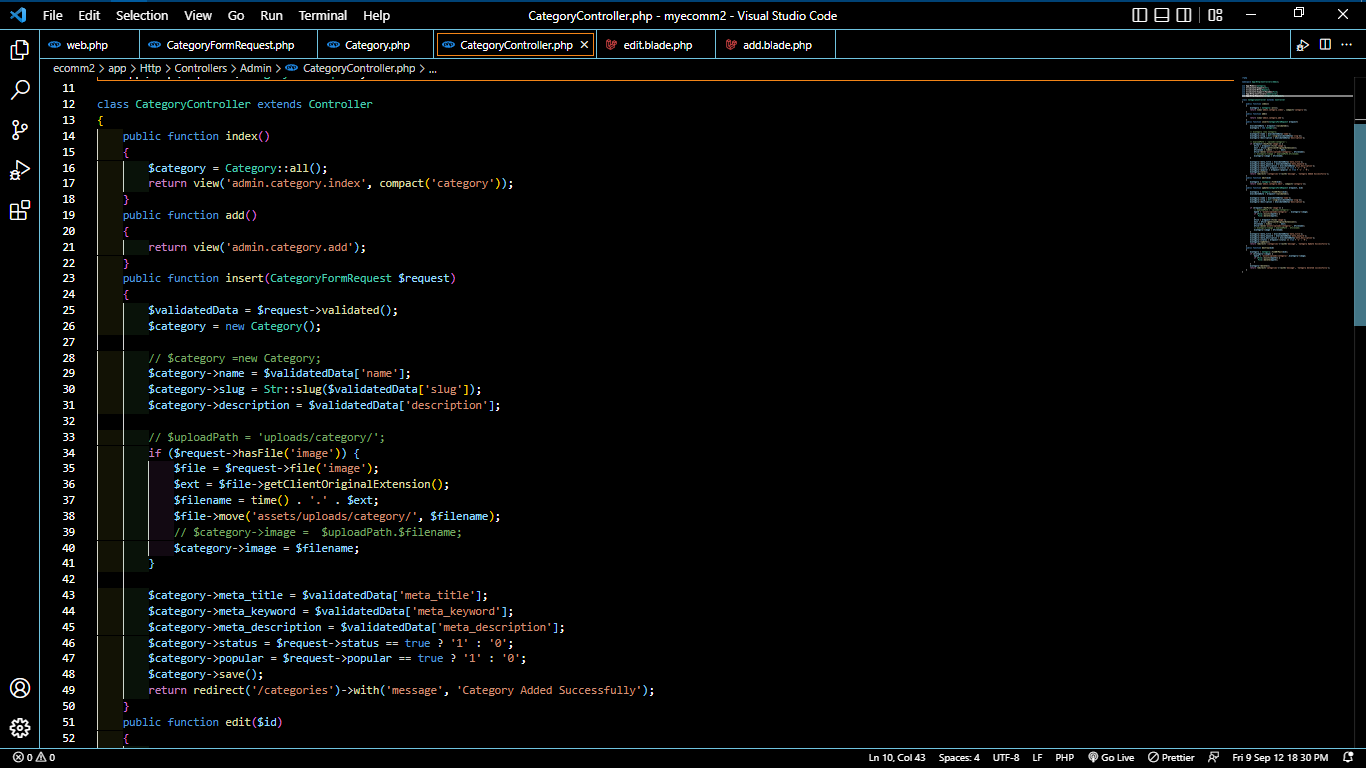 File Edit Selection View Go Run Terminal Help CategoryController.php - myecomm2 - Visual Studio Code
web.php CategoryFormRequest.php Category.php CategoryController.php edit.blade.php add.blade.php
ecomm2 > app > Http > Controllers > Admin > CategoryController.php > ...
11
12 class CategoryController extends Controller
13 {
14 public function index()
15 {
16 $category = Category::all();
17 return view('admin.category.index', compact('category'));
18 }
19 public function add()
20 {
21 return view('admin.category.add');
22 }
23 public function insert(CategoryFormRequest $request)
24 {
25 $validatedData = $request->validated();
26 $category = new Category();
27
28 // $category =new Category;
29 $category->name = $validatedData['name'];
30 $category->slug = Str::slug($validatedData['slug']);
31 $category->description = $validatedData['description'];
32
33 // $uploadPath = 'uploads/category/';
34 if ($request->hasFile('image')) {
35 $file = $request->file('image');
36 $ext = $file->getClientOriginalExtension();
37 $filename = time() . '.' . $ext;
38 $file->move('assets/uploads/category/', $filename);
39 // $category->image =  $uploadPath.$filename;
40 $category->image = $filename;
41 }
42
43 $category->meta_title = $validatedData['meta_title'];
44 $category->meta_keyword = $validatedData['meta_keyword'];
45 $category->meta_description = $validatedData['meta_description'];
46 $category->status = $request->status == true ? '1' : '0';
47 $category->popular = $request->popular == true ? '1' : '0';
48 $category->save();
49 return redirect('/categories')->with('message', 'Category Added Successfully');
50 }
51 public function edit($id)
52 {
0 0 Ln 10, Col 43 Spaces: 4 UTF-8 LF PHP Go Live Prettier Fri 9 Sep 12 18 30 PM